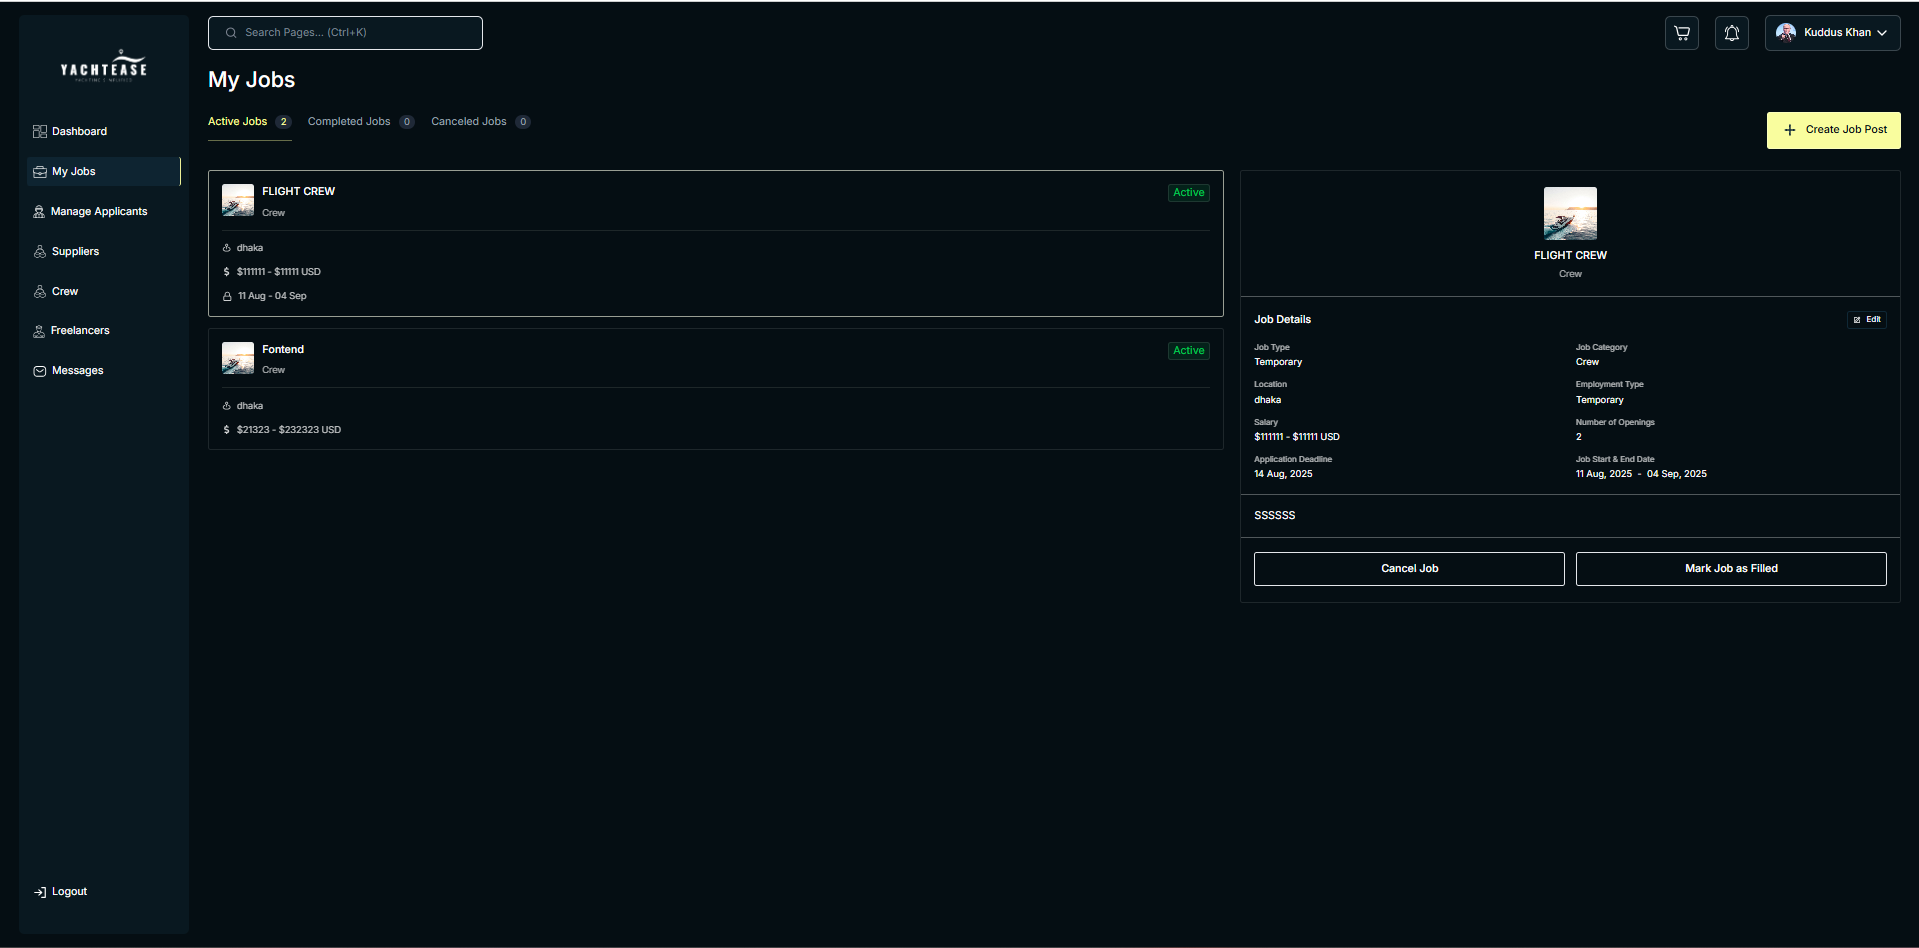 YACHTEASE
Dashboard
My Jobs
Manage Applicants
Suppliers
Crew
Freelancers
Messages
Logout
Search Pages... (Ctrl+K)
Kuddus Khan
My Jobs
Active Jobs 2 Completed Jobs 0 Canceled Jobs 0
Create Job Post
FLIGHT CREW
Active
Crew
dhaka
$ $111111 - $11111 USD
11 Aug - 04 Sep
Fontend
Active
Crew
dhaka
$ $21323 - $232323 USD
FLIGHT CREW
Crew
Job Details
Edit
Job Type
Temporary
Job Category
Crew
Location
dhaka
Employment Type
Temporary
Salary
$111111 - $11111 USD
Number of Openings
2
Application Deadline
14 Aug, 2025
Job Start & End Date
11 Aug, 2025 - 04 Sep, 2025
SSSSSS
Cancel Job
Mark Job as Filled